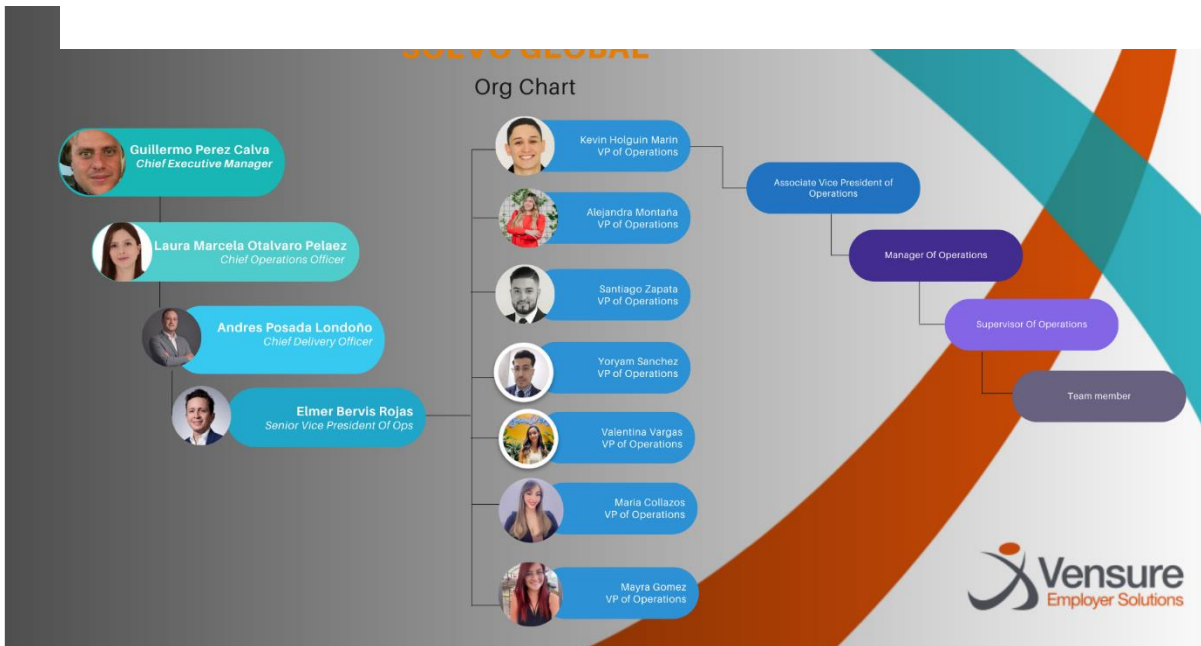 SOLVO GLOBAL
Org Chart
Guillermo Perez Calva
Chief Executive Manager
Laura Marcela Otalvaro Pelaez
Chief Operations Officer
Andres Posada Londoño
Chief Delivery Officer
Elmer Bervis Rojas
Senior Vice President Of Ops
Kevin Holguin Marin
VP of Operations
Alejandra Montaña
VP of Operations
Santiago Zapata
VP of Operations
Yoryam Sanchez
VP of Operations
Valentina Vargas
VP of Operations
Maria Collazos
VP of Operations
Mayra Gomez
VP of Operations
Associate Vice President of
Operations
Manager Of Operations
Supervisor Of Operations
Team member
Vensure
Employer Solutions